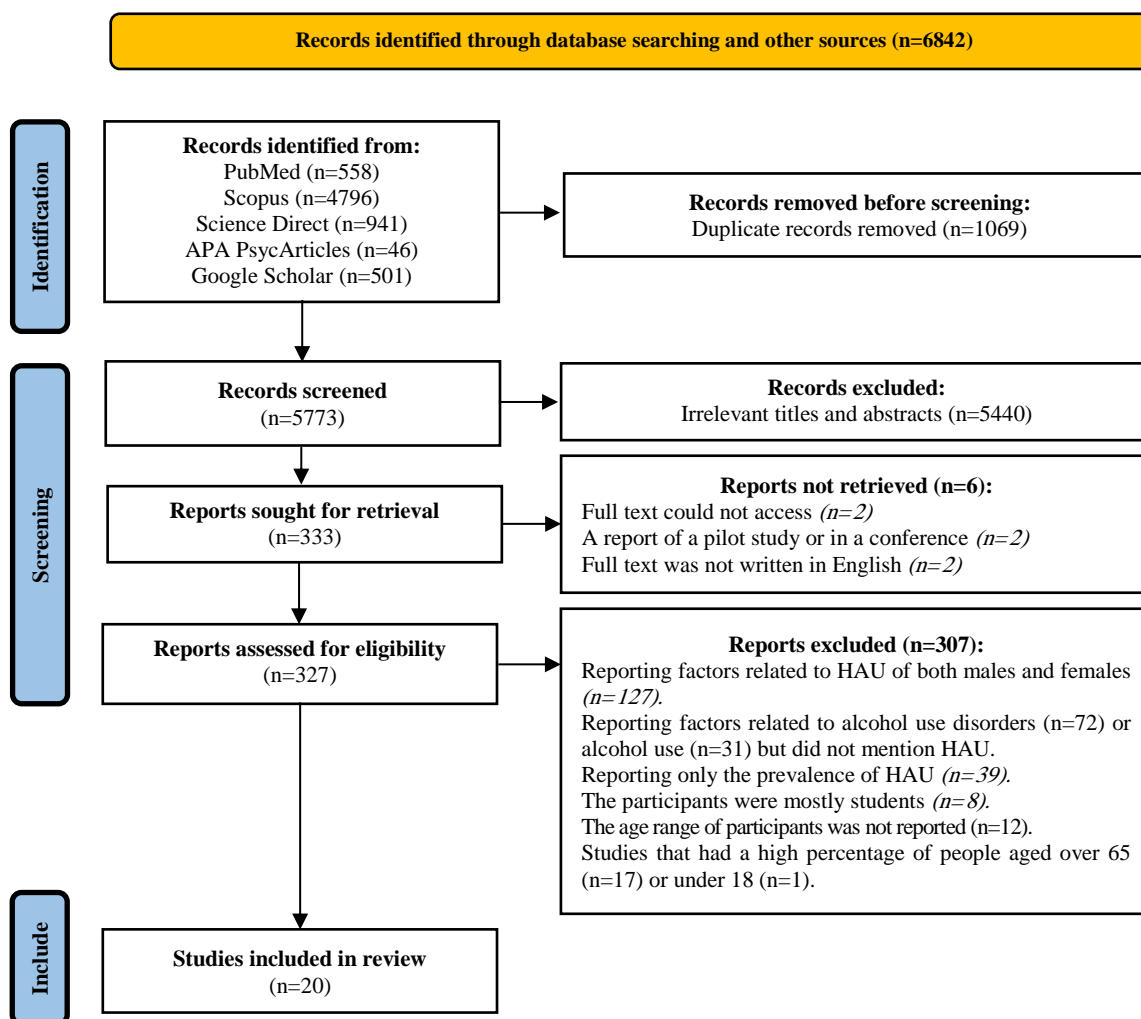 Records identified through database searching and other sources (n=6842)
Identification
Records identified from:
PubMed (n=558)
Scopus (n=4796)
Science Direct (n=941)
APA PsycArticles (n=46)
Google Scholar (n=501)
Records removed before screening:
Duplicate records removed (n=1069)
Screening
Records screened
(n=5773)
Records excluded:
Irrelevant titles and abstracts (n=5440)
Reports sought for retrieval
(n=333)
Reports not retrieved (n=6):
Full text could not access (n=2)
A report of a pilot study or in a conference (n=2)
Full text was not written in English (n=2)
Reports assessed for eligibility
(n=327)
Reports excluded (n=307):
Reporting factors related to HAU of both males and females
(n=127).
Reporting factors related to alcohol use disorders (n=72) or
alcohol use (n=31) but did not mention HAU.
Reporting only the prevalence of HAU (n=39).
The participants were mostly students (n=8).
The age range of participants was not reported (n=12).
Studies that had a high percentage of people aged over 65
(n=17) or under 18 (n=1).
Include
Studies included in review
(n=20)